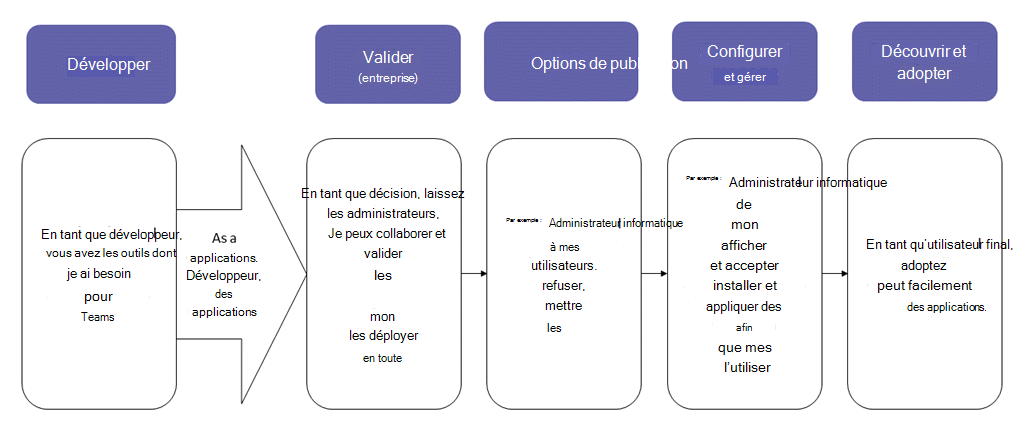 Développer
Valider
(entreprise)
Options de pub
on
Configurer
et gérer
Découvrir et
adopter
En tant que développeur,
vous avez les outils dont
je ai besoin
pour
Teams
As a
applications.
Développeur,
des
applications
En tant que décision, laissez
les administrateurs,
Je peux collaborer et
valider
les
mon
les déployer
en toute
Par exemple :
Administrateur informatique
à mes
utilisateurs.
refuser,
mettre
les
Par exemple :
Administrateur informatique
de
mon
afficher
et accepter
installer et
appliquer des
afin
que mes
l'utiliser
En tant qu'utilisateur final,
adoptez
peut facilement
des applications.